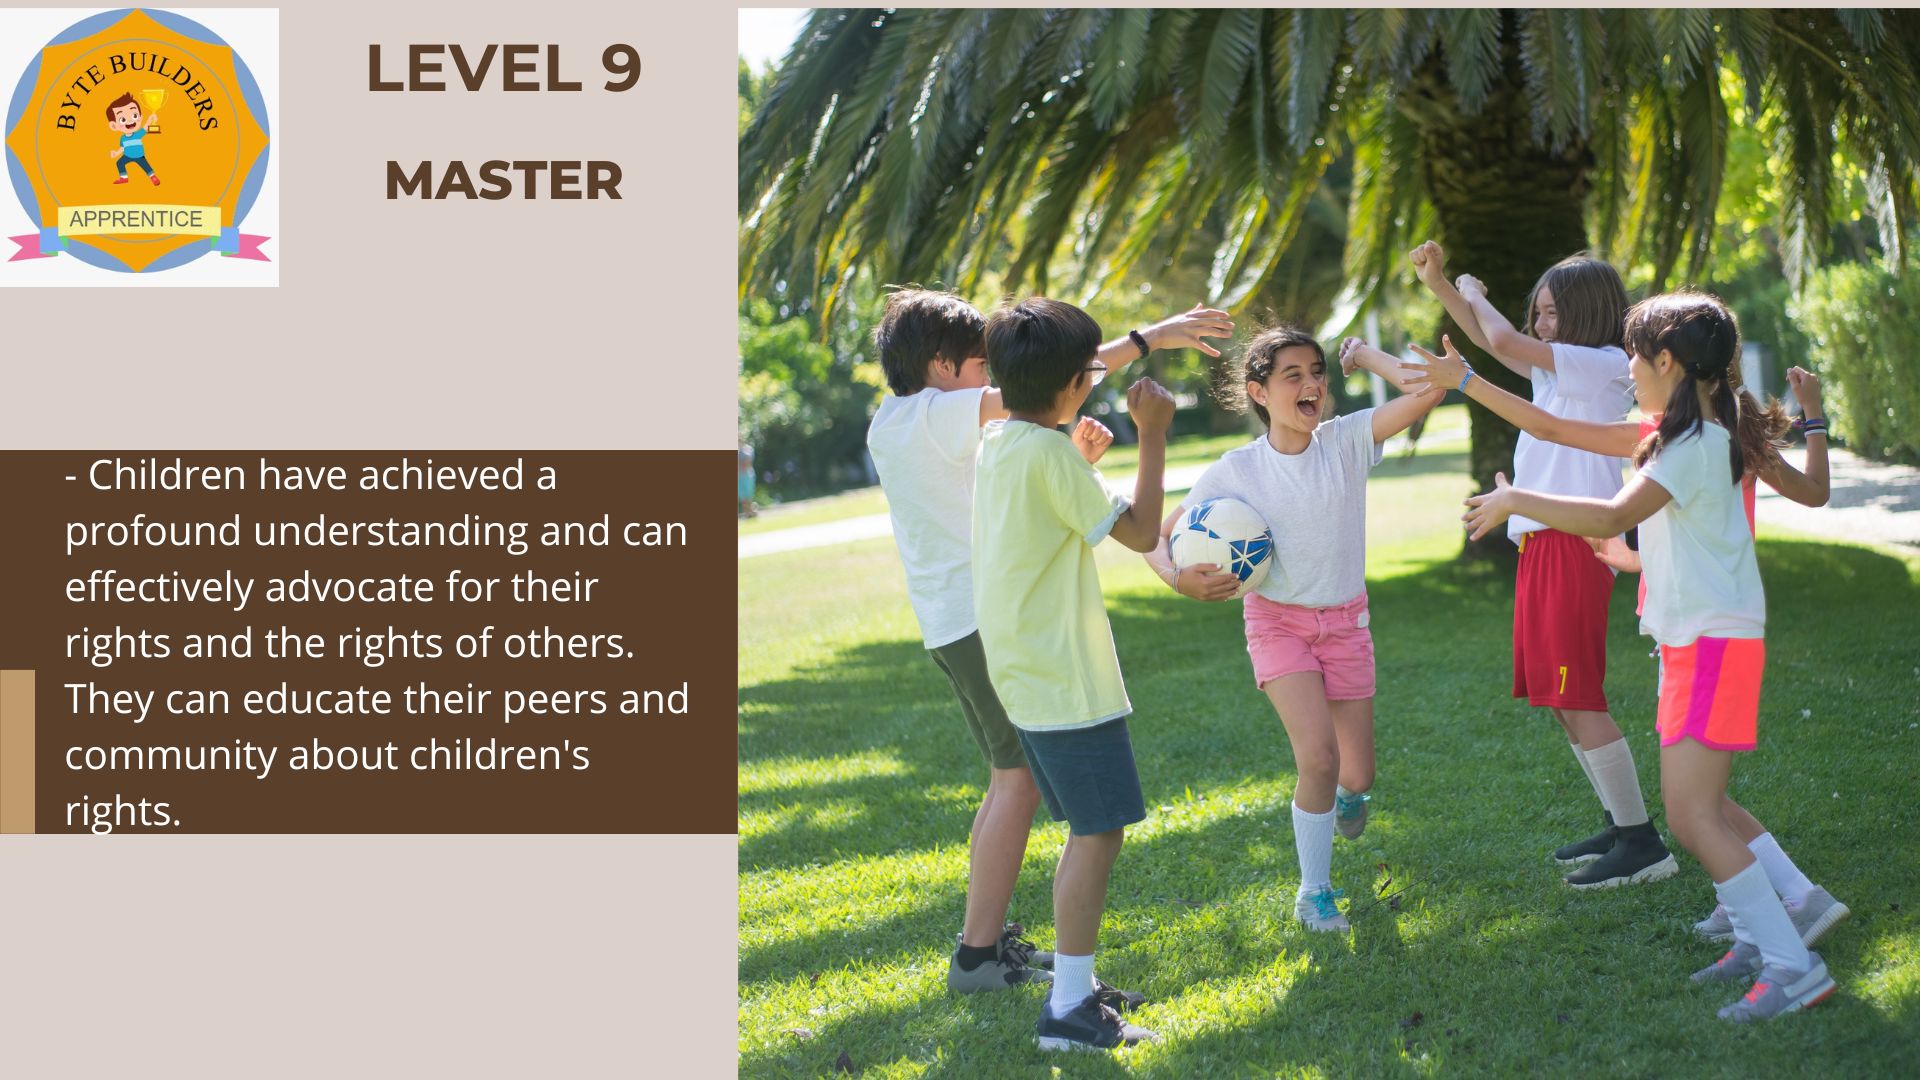 BYTE BUILDERS
APPRENTICE
LEVEL 9
MASTER
- Children have achieved a
profound understanding and can
effectively advocate for their
rights and the rights of others.
They can educate their peers and
community about children's
rights.
7